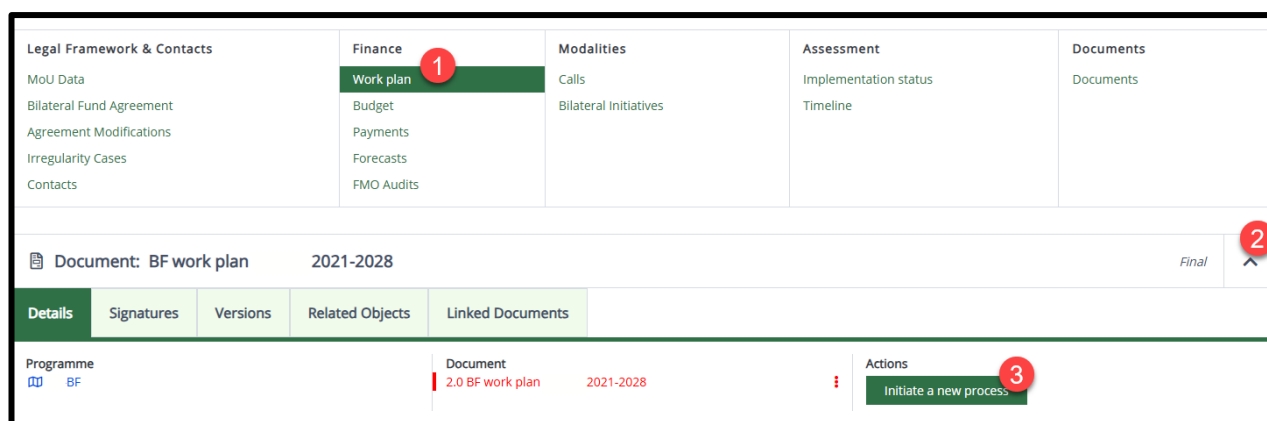 Legal Framework & Contacts
MoU Data
Bilateral Fund Agreement
Agreement Modifications
Irregularity Cases
Contacts
Finance
Work plan 1
Budget
Payments
Forecasts
FMO Audits
Modalities
Calls
Bilateral Initiatives
Assessment
Implementation status
Timeline
Documents
Documents
Document: BF work plan 2021-2028 Final 2
Details Signatures Versions Related Objects Linked Documents
Programme
BF
Document
2.0 BF work plan 2021-2028
Actions
Initiate a new process 3